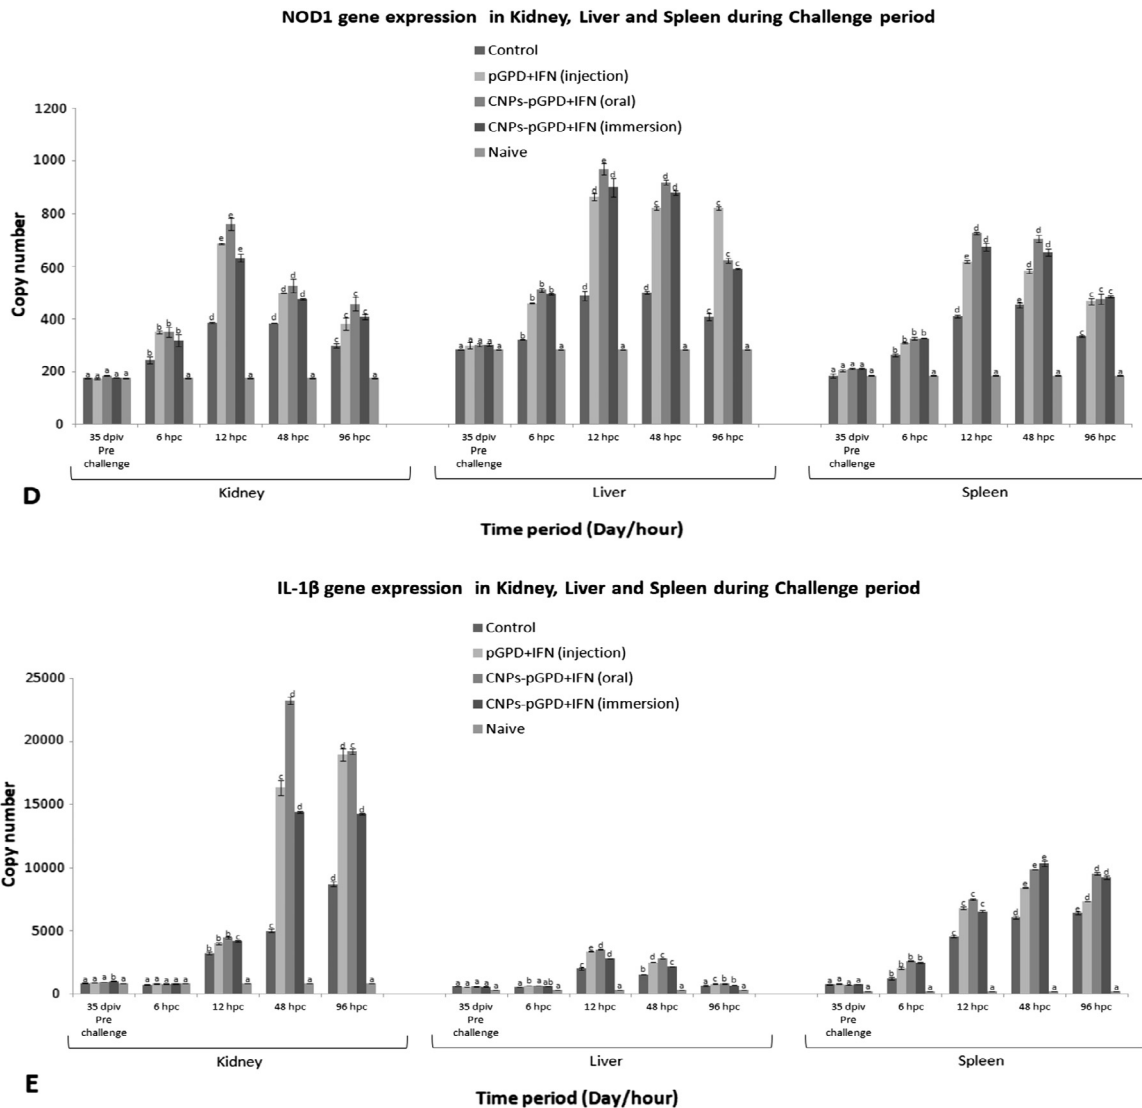 NOD1 gene expression in Kidney, Liver and Spleen during Challenge period
Control
pGPD+IFN (injection)
CNPs-pGPD+IFN (oral)
CNPs-pGPD+IFN (immersion)
Naive
Copy number
1200
1000
800
600
400
200
0
a a a a a b b b b a d e e e a d d d d a c c c c a
a a a a a b b b b a d d e d a d c d d a c c c c a
a a a a a b b b b a d e d d a e d d d a c c c c a
35 dpiv 6 hpc 12 hpc 48 hpc 96 hpc 35 dpiv 6 hpc 12 hpc 48 hpc 96 hpc 35 dpiv 6 hpc 12 hpc 48 hpc 96 hpc
Pre Pre Pre
challenge challenge challenge
Kidney Liver Spleen
D
Time period (Day/hour)
IL-1β gene expression in Kidney, Liver and Spleen during Challenge period
Control
pGPD+IFN (injection)
CNPs-pGPD+IFN (oral)
CNPs-pGPD+IFN (immersion)
Naive
Copy number
25000
20000
15000
10000
5000
0
a a a b a a a a a a b b b c a c c d d a d d c d a
a a a a a a b a ab a c e d d a b d c c a a c b b a
a a a a a b b b b a c c c c a e e e e a e d d d a
35 dpiv 6 hpc 12 hpc 48 hpc 96 hpc 35 dpiv 6 hpc 12 hpc 48 hpc 96 hpc 35 dpiv 6 hpc 12 hpc 48 hpc 96 hpc
Pre Pre Pre
challenge challenge challenge
Kidney Liver Spleen
E
Time period (Day/hour)